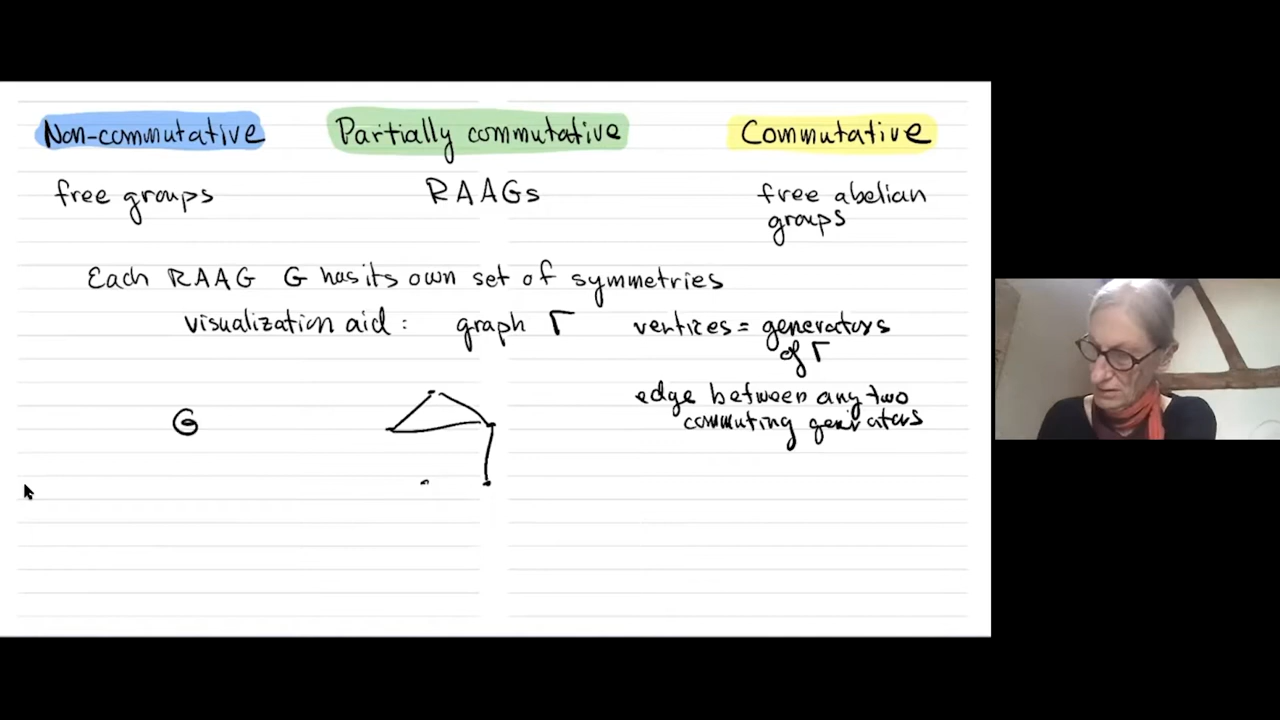 Non-commutative Partially commutative Commutative
free groups RAAGs free abelian
groups
Each RAAG G has its own set of symmetries
visualization aid : graph Γ vertices = generators
of Γ
edge between any two
commuting generators
G